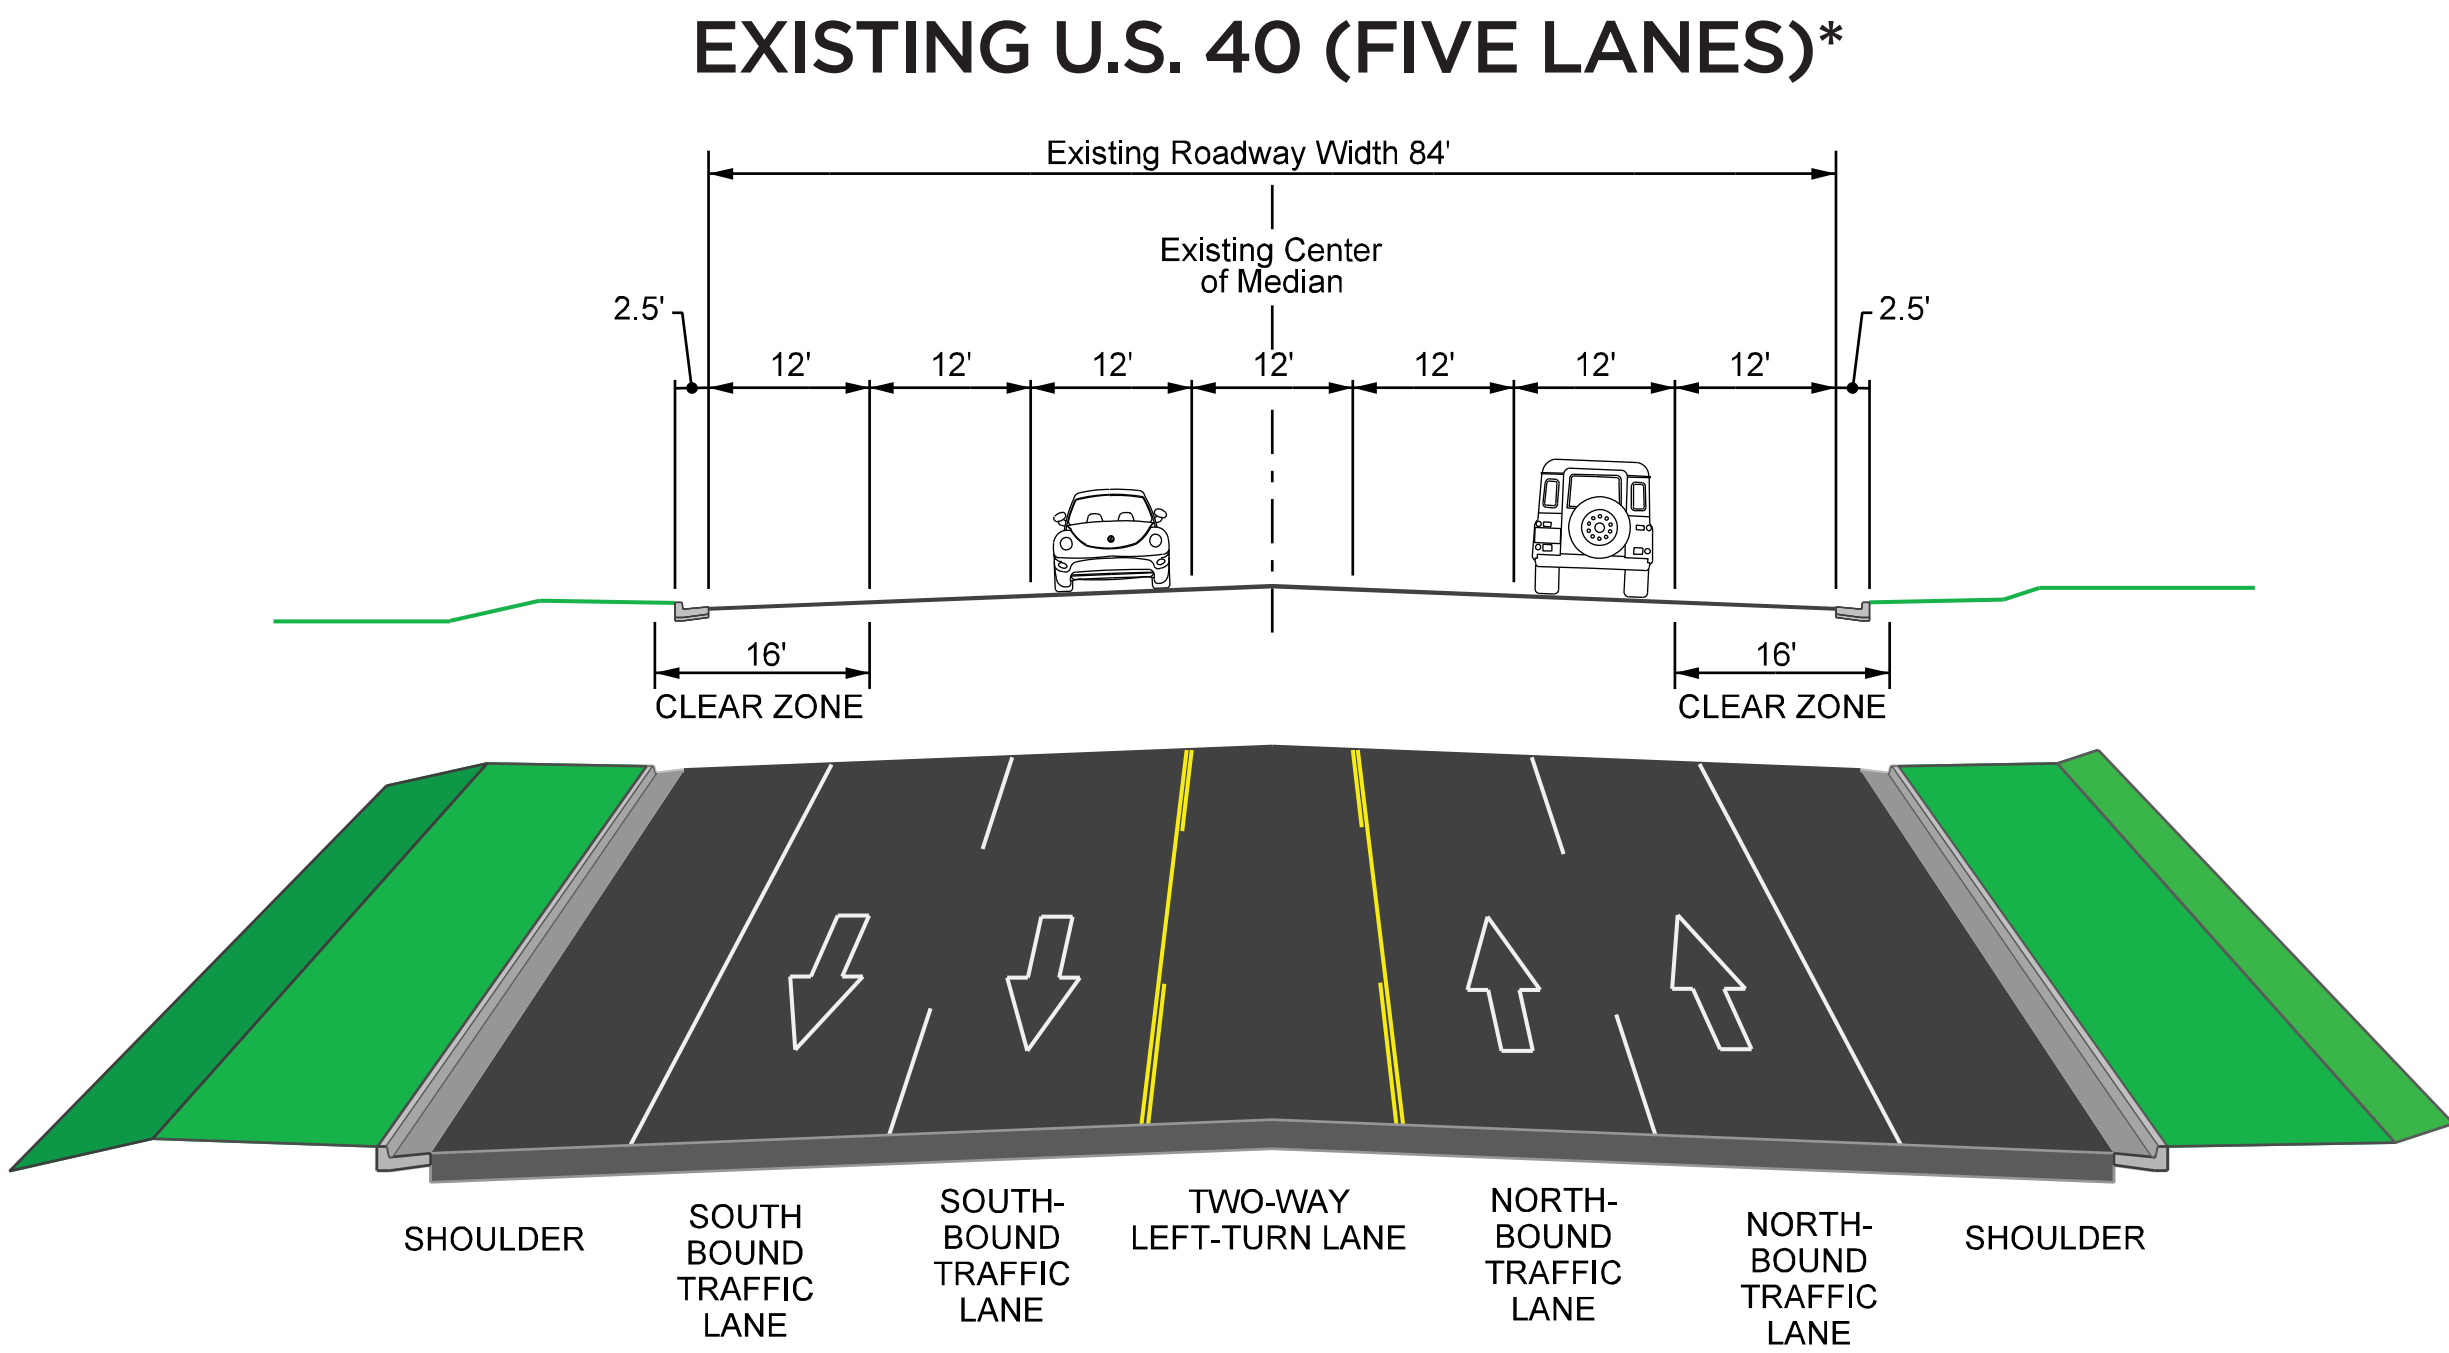 EXISTING U.S. 40 (FIVE LANES)*
Existing Roadway Width 84'
Existing Center
of Median
2.5'
2.5'
12'
12'
12'
12'
12'
12'
12'
16'
16'
CLEAR ZONE
CLEAR ZONE
SHOULDER
SOUTH
BOUND
TRAFFIC
LANE
SOUTH-
BOUND
TRAFFIC
LANE
TWO-WAY
LEFT-TURN LANE
NORTH-
BOUND
TRAFFIC
LANE
NORTH-
BOUND
TRAFFIC
LANE
SHOULDER